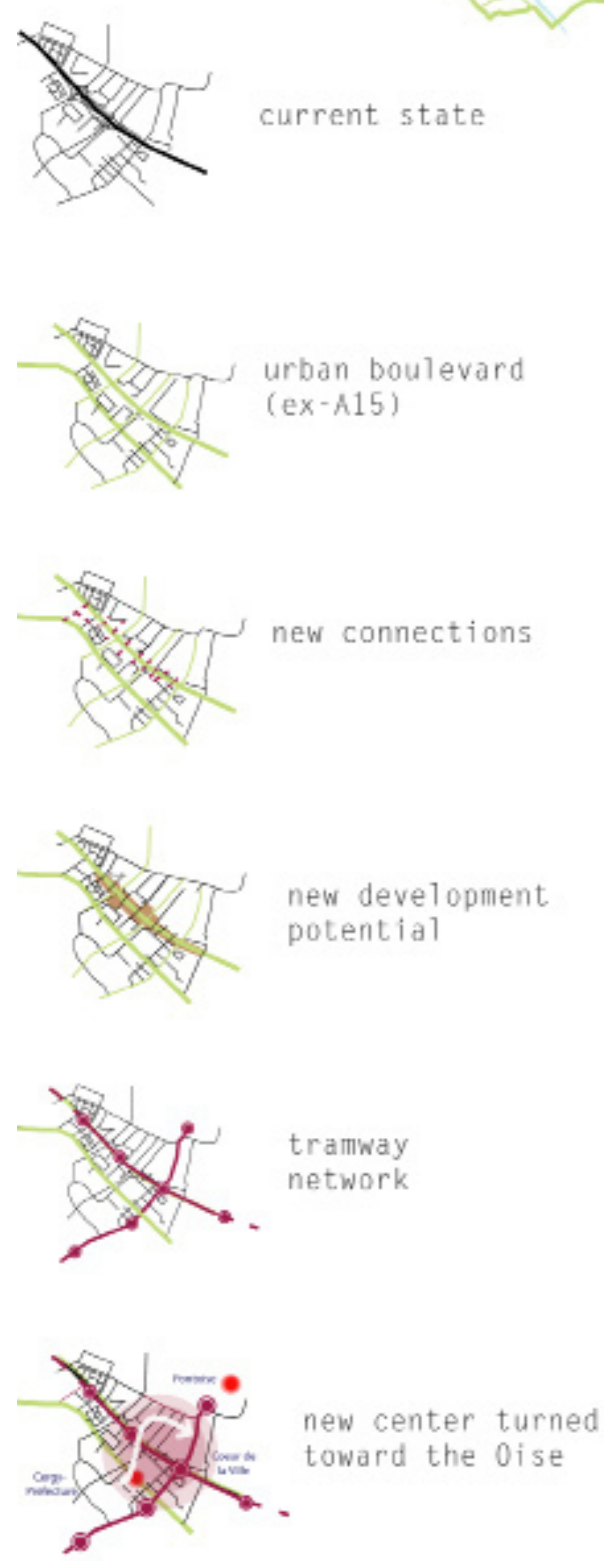 current state
urban boulevard
(ex-A15)
new connections
new development
potential
tramway
network
Pontoise
new center turned
toward the Oise
Coeur de
la Ville
Cergy-
Préfecture